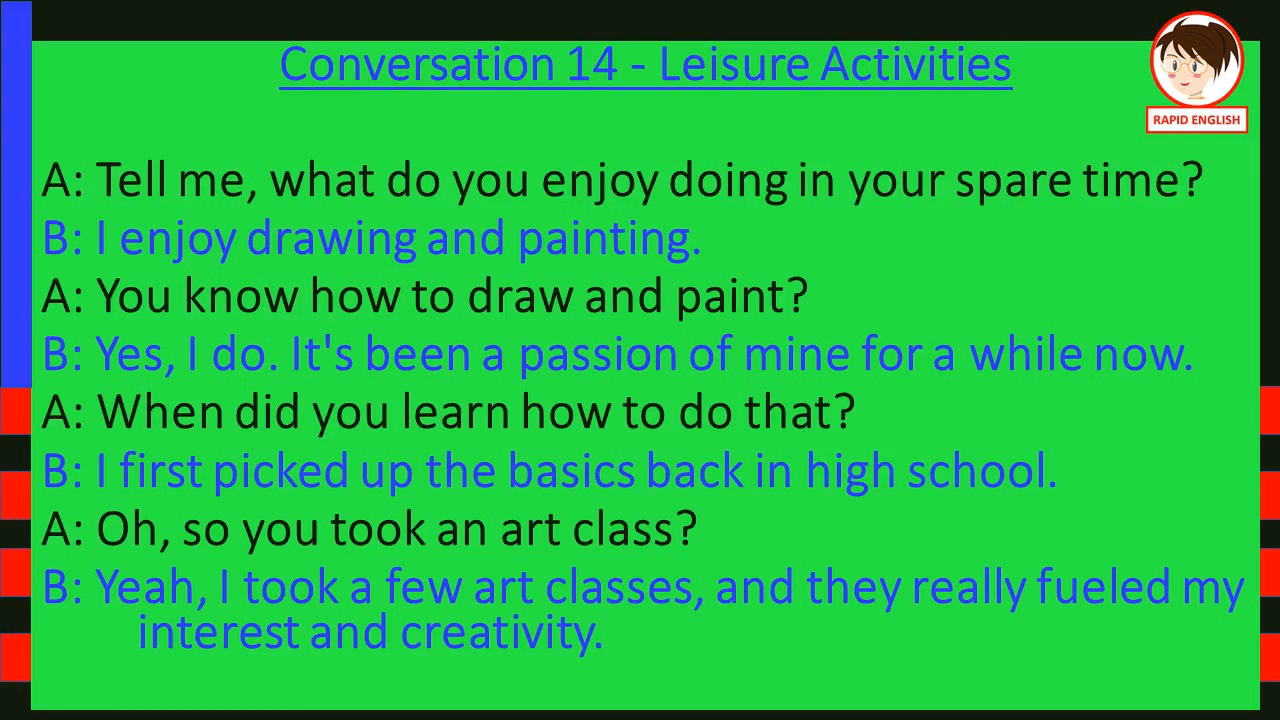 Conversation 14 - Leisure Activities
RAPID ENGLISH
A: Tell me, what do you enjoy doing in your spare time?
B: I enjoy drawing and painting.
A: You know how to draw and paint?
B: Yes, I do. It's been a passion of mine for a while now.
A: When did you learn how to do that?
B: I first picked up the basics back in high school.
A: Oh, so you took an art class?
B: Yeah, I took a few art classes, and they really fueled my
interest and creativity.